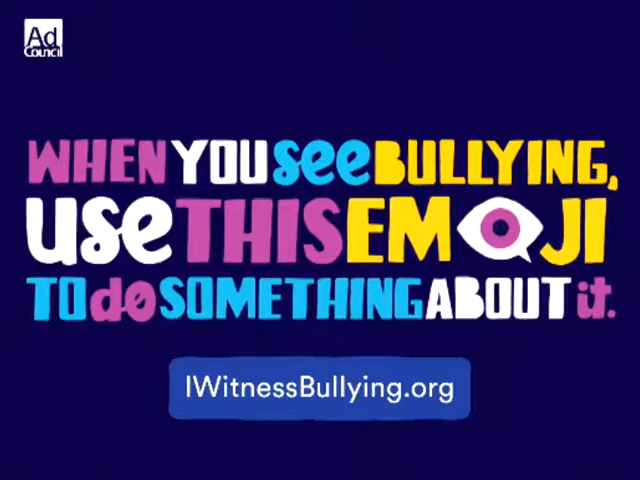 Ad
Council
WHEN YOU see BULLYING,
use THIS EMOJI
TO do SOMETHING ABOUT it.
IWitnessBullying.org